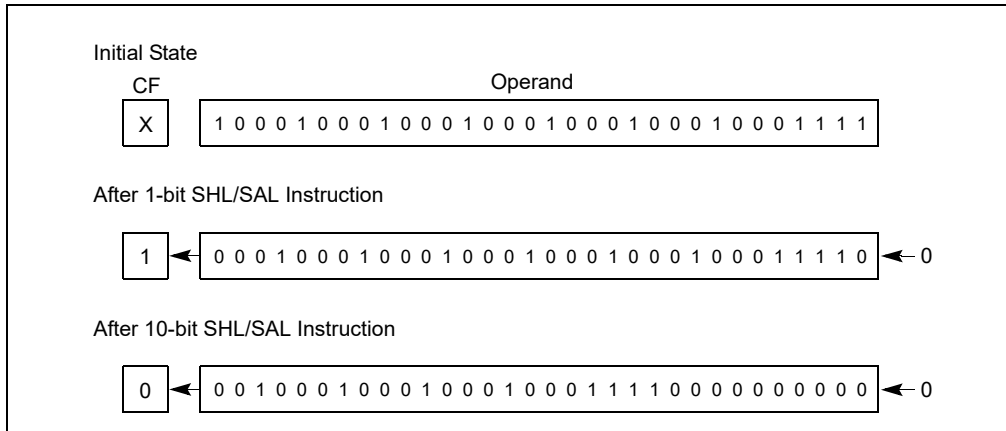 Initial State
CF Operand
X 1 0 0 0 1 0 0 0 1 0 0 0 1 0 0 0 1 0 0 0 1 0 0 0 1 0 0 0 1 1 1 1
After 1-bit SHL/SAL Instruction
1 0 0 0 1 0 0 0 1 0 0 0 1 0 0 0 1 0 0 0 1 0 0 0 1 0 0 0 1 1 1 1 0 0
After 10-bit SHL/SAL Instruction
0 0 0 1 0 0 0 1 0 0 0 1 0 0 0 1 0 0 0 1 1 1 1 0 0 0 0 0 0 0 0 0 0 0